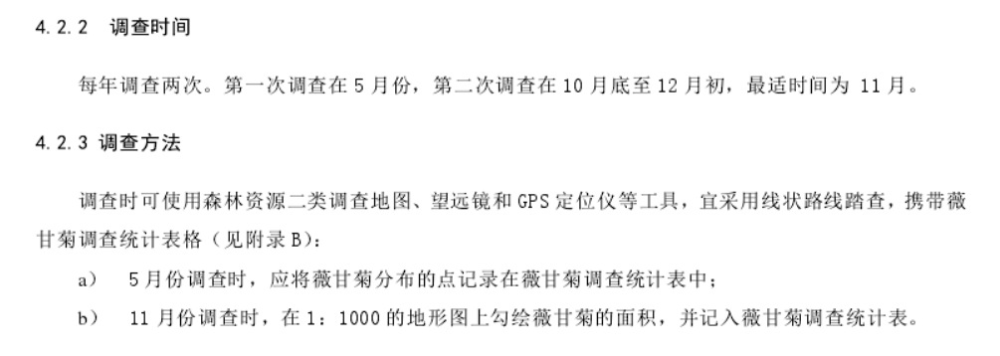 4.2.2 调查时间
每年调查两次。第一次调查在 5 月份，第二次调查在 10 月底至 12 月初，最适时间为 11 月。
4.2.3 调查方法
调查时可使用森林资源二类调查地图、望远镜和 GPS 定位仪等工具，宜采用线状路线踏查，携带薇
甘菊调查统计表格（见附录 B）：
a） 5 月份调查时，应将薇甘菊分布的点记录在薇甘菊调查统计表中；
b） 11 月份调查时，在 1：1000 的地形图上勾绘薇甘菊的面积，并记入薇甘菊调查统计表。